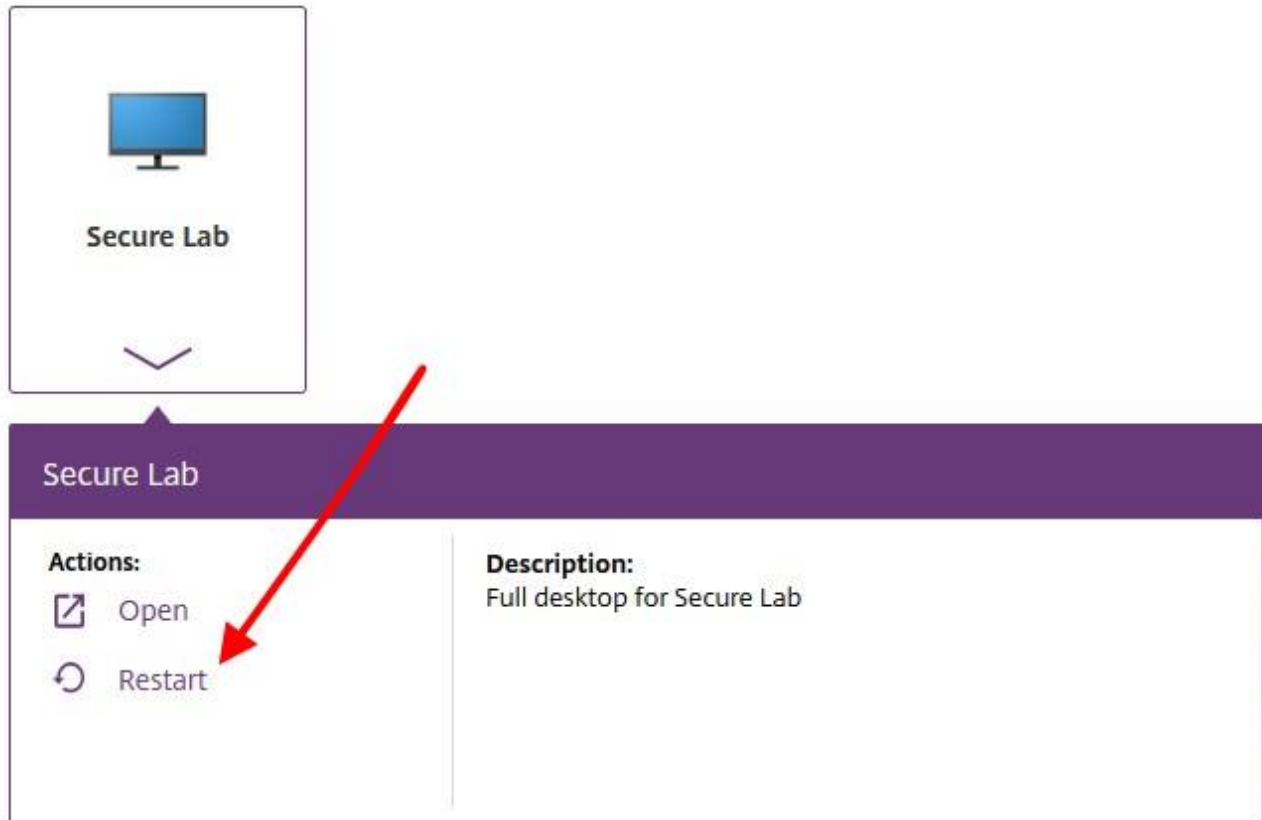 Secure Lab
Secure Lab
Actions:
Open
Restart
Description:
Full desktop for Secure Lab